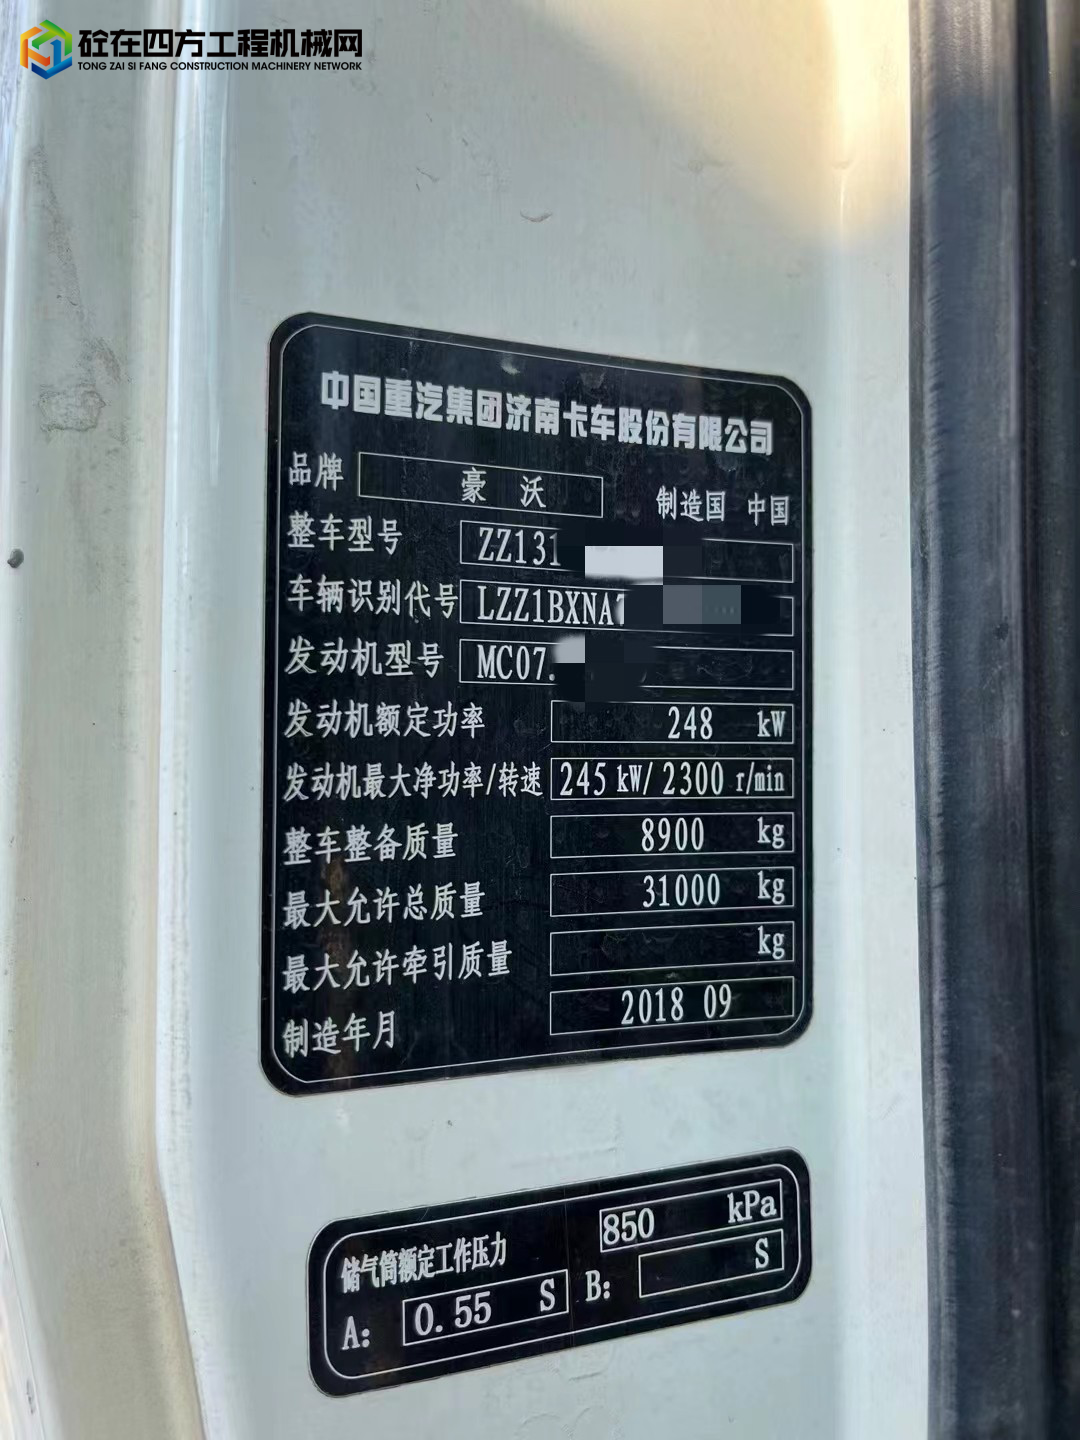 砼在四方工程机械网
TONG ZAI SI FANG CONSTRUCTION MACHINERY NETWORK
中国重汽集团济南卡车股份有限公司
品牌 豪 沃 制造国 中国
整车型号 ZZ131
车辆识别代号 LZZ1BXNA
发动机型号 MC07.
发动机额定功率 248 kW
发动机最大净功率/转速 245 kW/ 2300 r/min
整车整备质量 8900 kg
最大允许总质量 31000 kg
最大允许牵引质量 kg
制造年月 2018 09
储气筒额定工作压力 850 kPa
A: 0.55 S B: S